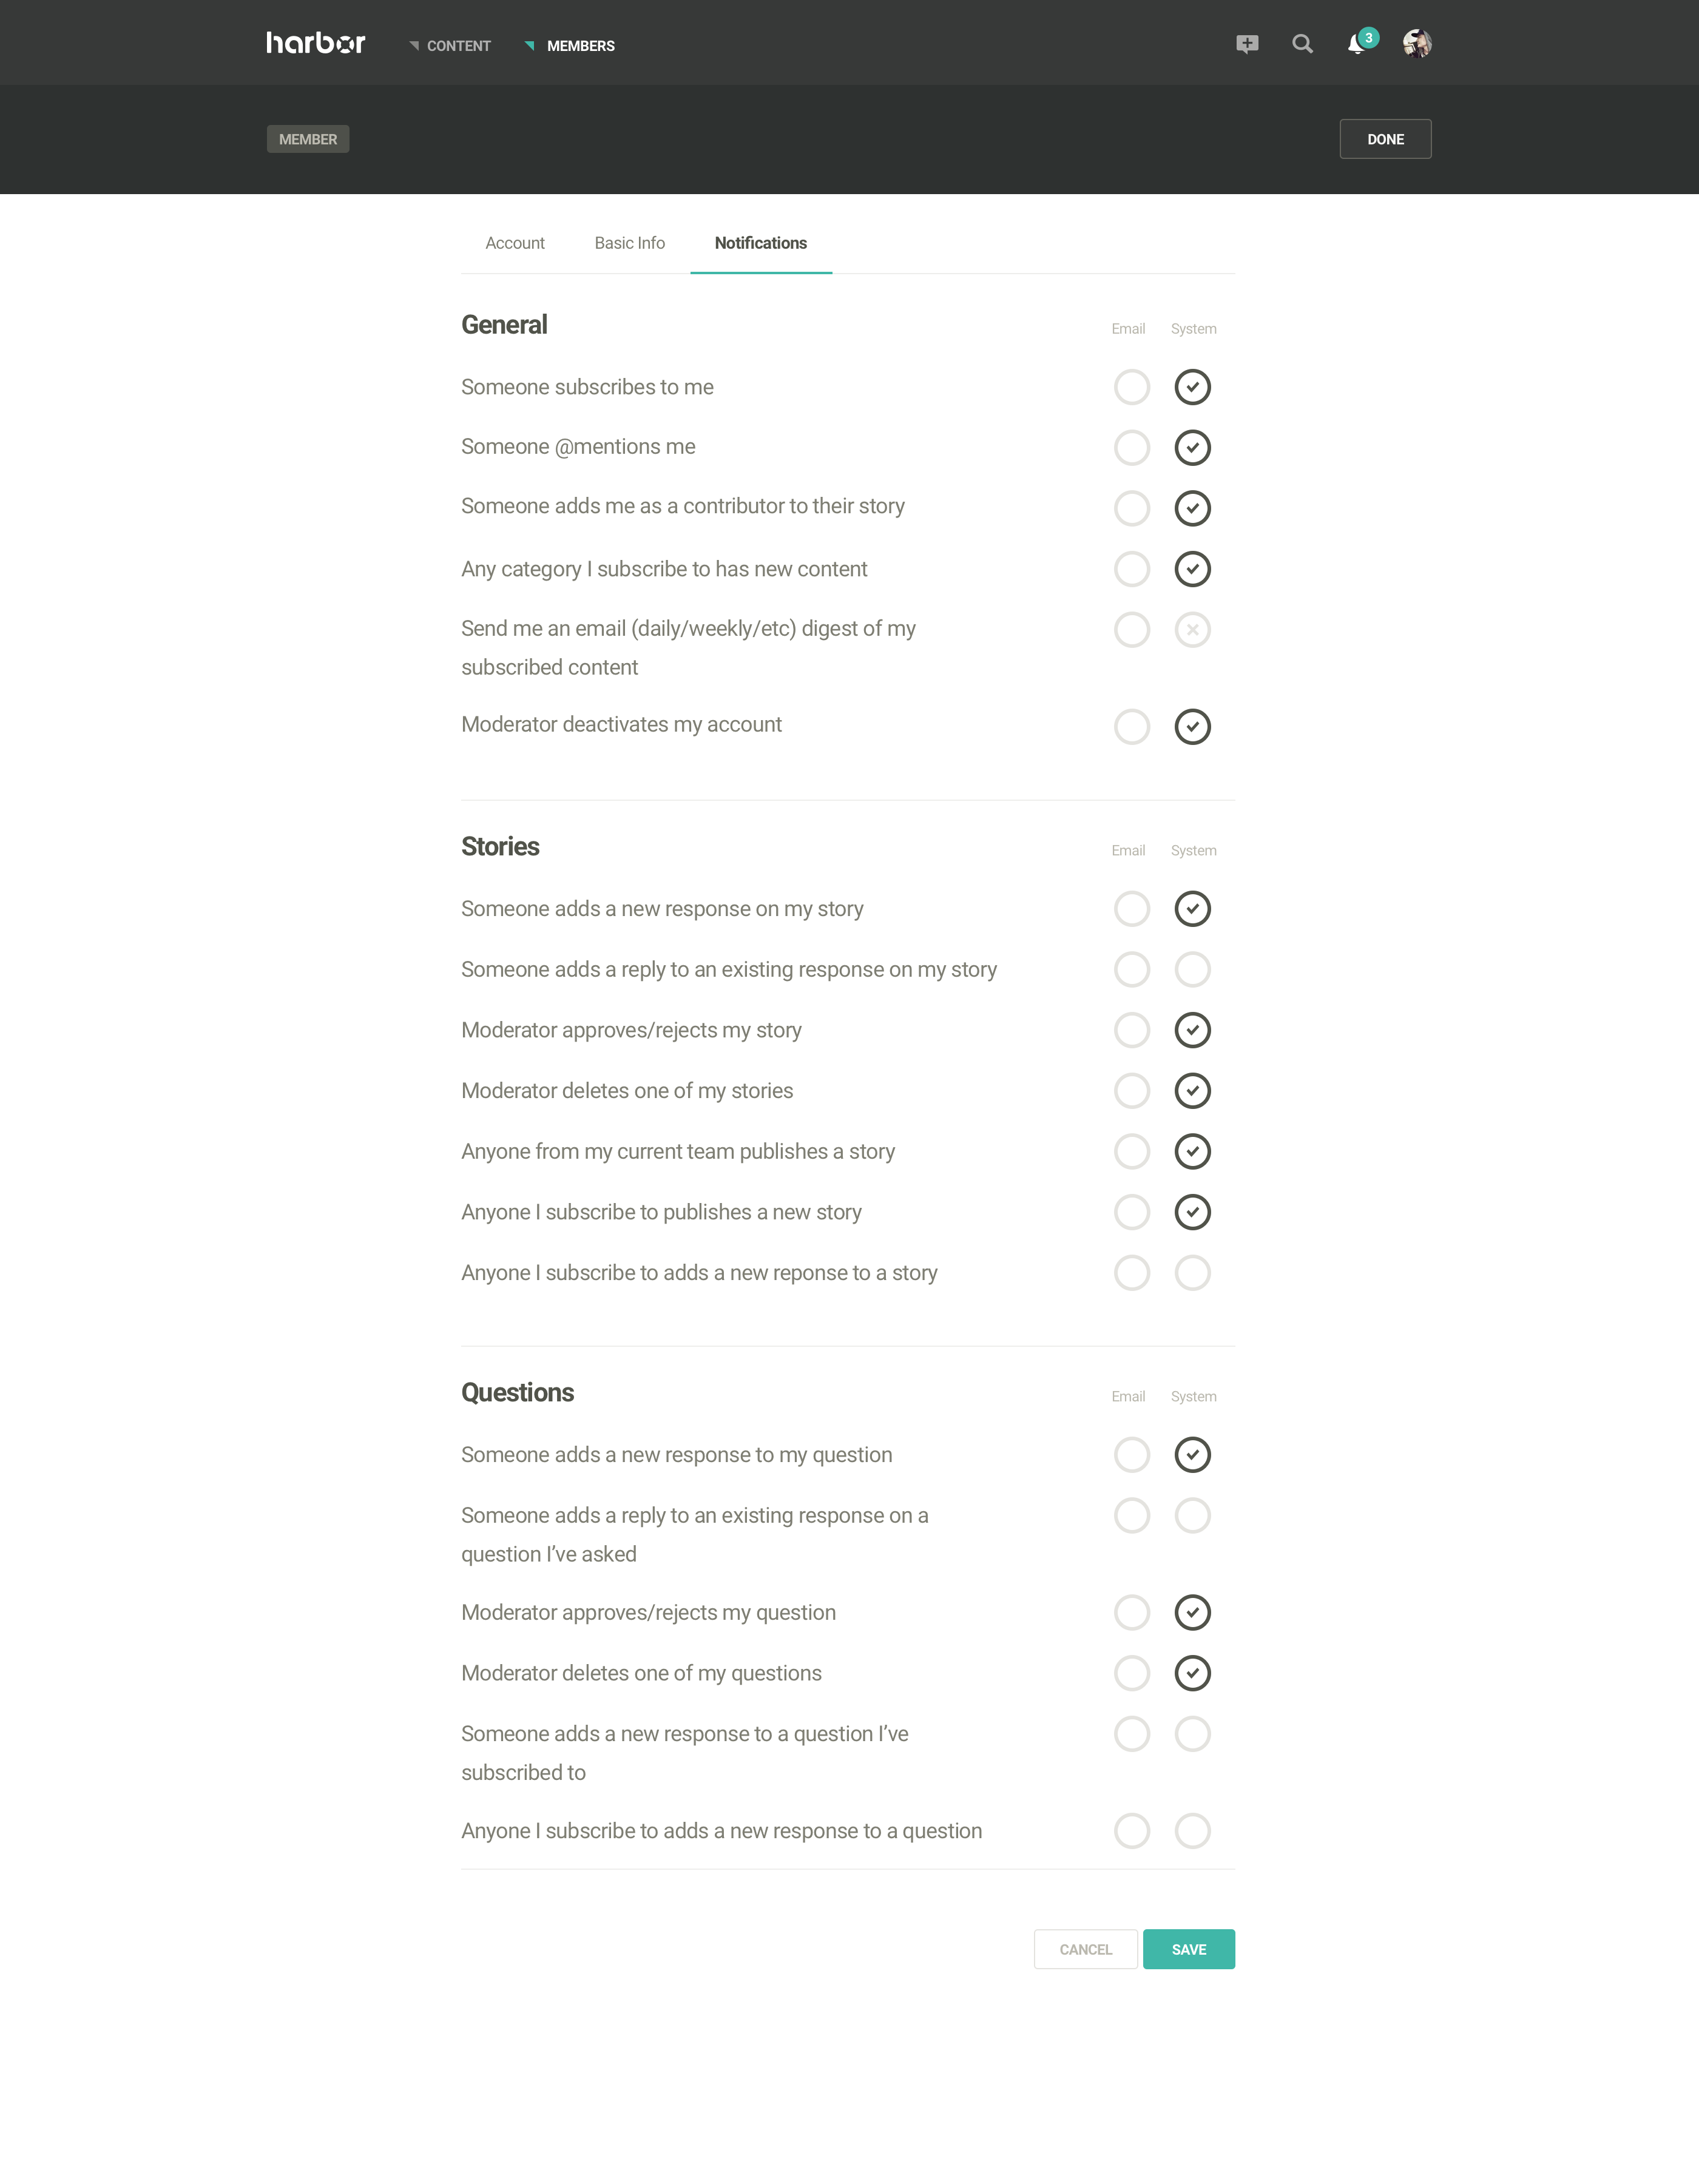 harbor CONTENT MEMBERS 3
MEMBER DONE
Account Basic Info Notifications
General Email System
Someone subscribes to me
Someone @mentions me
Someone adds me as a contributor to their story
Any category I subscribe to has new content
Send me an email (daily/weekly/etc) digest of my
subscribed content
Moderator deactivates my account
Stories Email System
Someone adds a new response on my story
Someone adds a reply to an existing response on my story
Moderator approves/rejects my story
Moderator deletes one of my stories
Anyone from my current team publishes a story
Anyone I subscribe to publishes a new story
Anyone I subscribe to adds a new reponse to a story
Questions Email System
Someone adds a new response to my question
Someone adds a reply to an existing response on a
question I’ve asked
Moderator approves/rejects my question
Moderator deletes one of my questions
Someone adds a new response to a question I’ve
subscribed to
Anyone I subscribe to adds a new response to a question
CANCEL SAVE